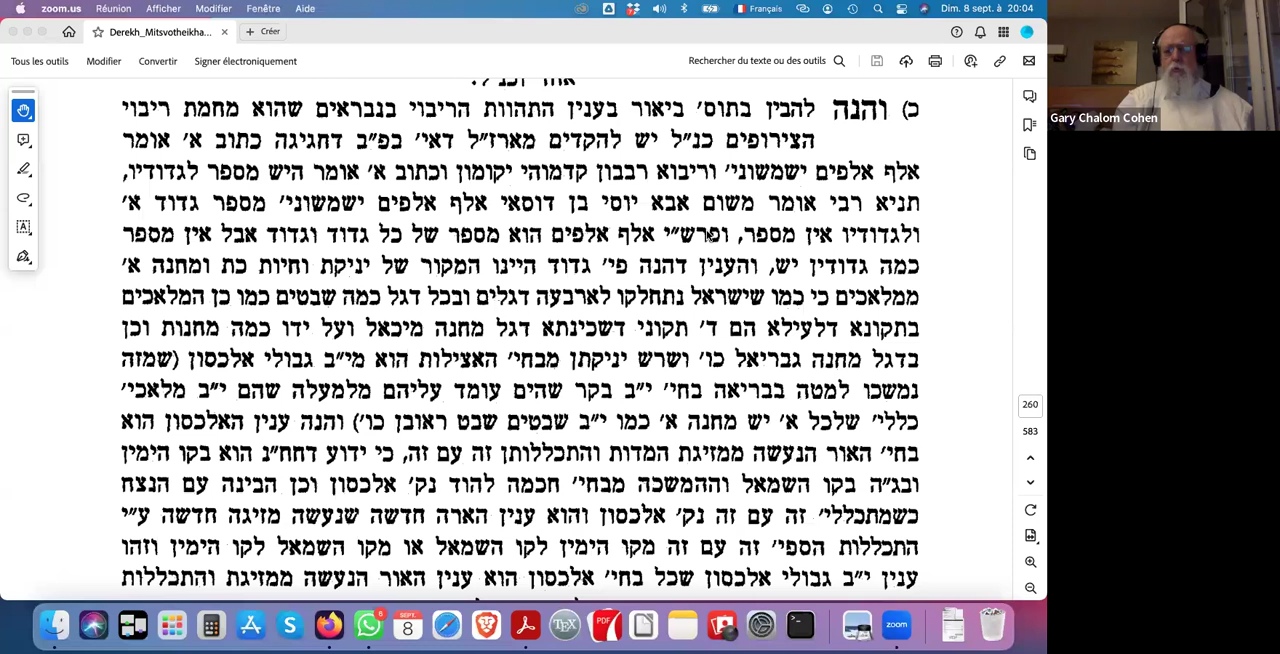 zoom.us Réunion Afficher Modifier Fenêtre Aide Français Dim. 8 sept. à 20:04
Derekh_Mitsvotheikha... Créer
Tous les outils Modifier Convertir Signer électroniquement Rechercher du texte ou des outils
אחד וכנ"ל.
כ) והנה להבין בתוס' ביאור בענין התהוות הריבוי בנבראים שהוא מחמת ריבוי
הצירופים כנ"ל יש להקדים מארז"ל דאי' בפ"ב דחגיגה כתוב א' אומר
אלף אלפים ישמשוני' וריבוא רבבון קדמוהי יקומון וכתוב א' אומר היש מספר לגדודיו,
תניא רבי אומר משום אבא יוסי בן דוסאי אלף אלפים ישמשוני' מספר גדוד א'
ולגדודיו אין מספר, ופרש"י אלף אלפים הוא מספר של כל גדוד וגדוד אבל אין מספר
כמה גדודין יש, והענין דהנה פי' גדוד היינו המקור של יניקת וחיות כת ומחנה א'
ממלאכים כי כמו שישראל נתחלקו לארבעה דגלים ובכל דגל כמה שבטים כמו כן המלאכים
בתקונא דלעילא הם ד' תקוני דשכינתא דגל מחנה מיכאל ועל ידו כמה מחנות וכן
בדגל מחנה גבריאל כו' ושרש יניקתן מבחי' האצילות הוא מי"ב גבולי אלכסון (שמזה
נמשכו למטה בבריאה בחי' י"ב בקר שהים עומד עליהם מלמעלה שהם י"ב מלאכי'
כללי' שלכל א' יש מחנה א' כמו י"ב שבטים שבט ראובן כו') והנה ענין האלכסון הוא
בחי' האור הנעשה ממזיגת המדות והתכללותן זה עם זה, כי ידוע דחח"נ הוא בקו הימין
ובג"ה בקו השמאל וההמשכה מבחי' חכמה להוד נק' אלכסון וכן הבינה עם הנצח
כשמתכללי' זה עם זה נק' אלכסון והוא ענין הארה חדשה שנעשה מזיגה חדשה ע"י
התכללות הספי' זה עם זה מקו הימין לקו השמאל או מקו השמאל לקו הימין וזהו
ענין י"ב גבולי אלכסון שכל בחי' אלכסון הוא ענין האור הנעשה ממזיגת והתכללות
260
583
Gary Chalom Cohen
6
SEPT.
8
TEX
PDF
zoom